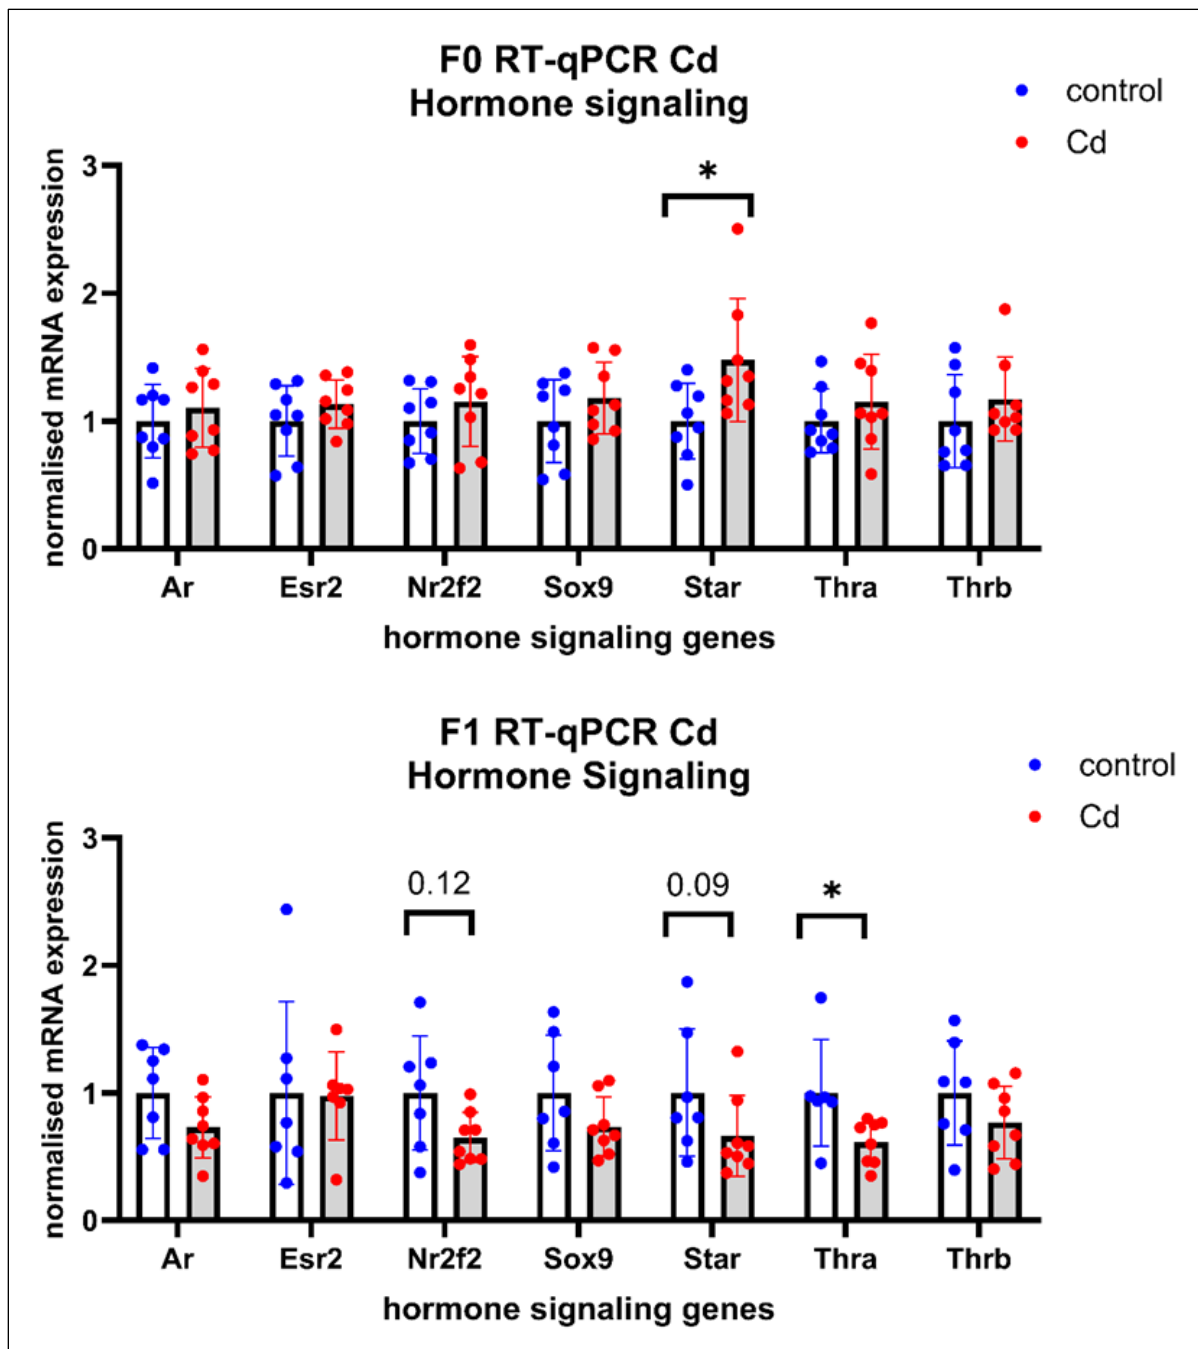 F0 RT-qPCR Cd
Hormone signaling
control
Cd
normalised mRNA expression
3
2
1
0
*
Ar Esr2 Nr2f2 Sox9 Star Thra Thrb
hormone signaling genes
F1 RT-qPCR Cd
Hormone Signaling
control
Cd
normalised mRNA expression
3
2
1
0
0.12 0.09 *
Ar Esr2 Nr2f2 Sox9 Star Thra Thrb
hormone signaling genes